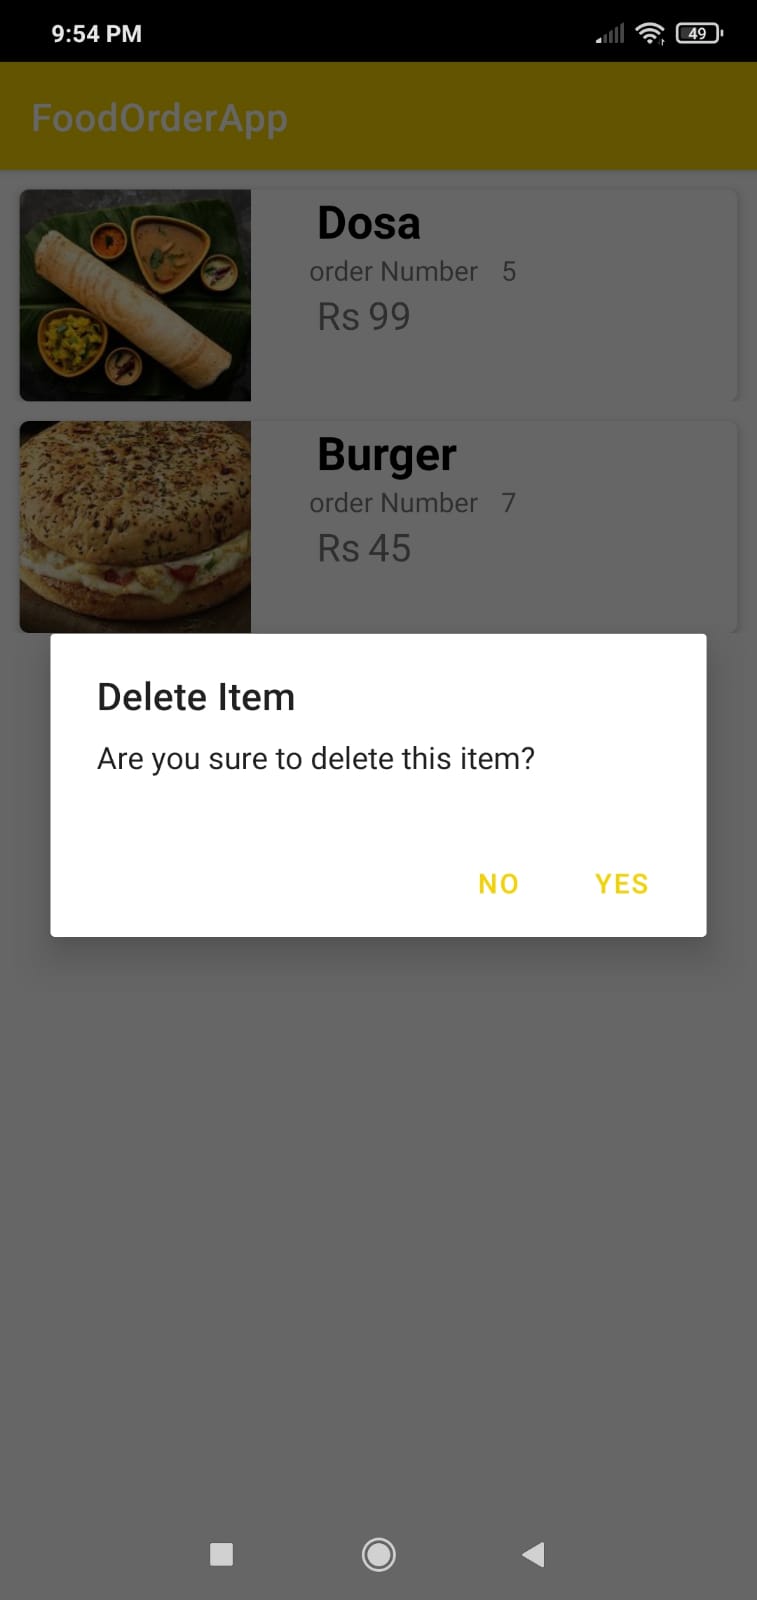 9:54 PM
49
FoodOrderApp
Dosa
order Number 5
Rs 99
Burger
order Number 7
Rs 45
Delete Item
Are you sure to delete this item?
NO YES